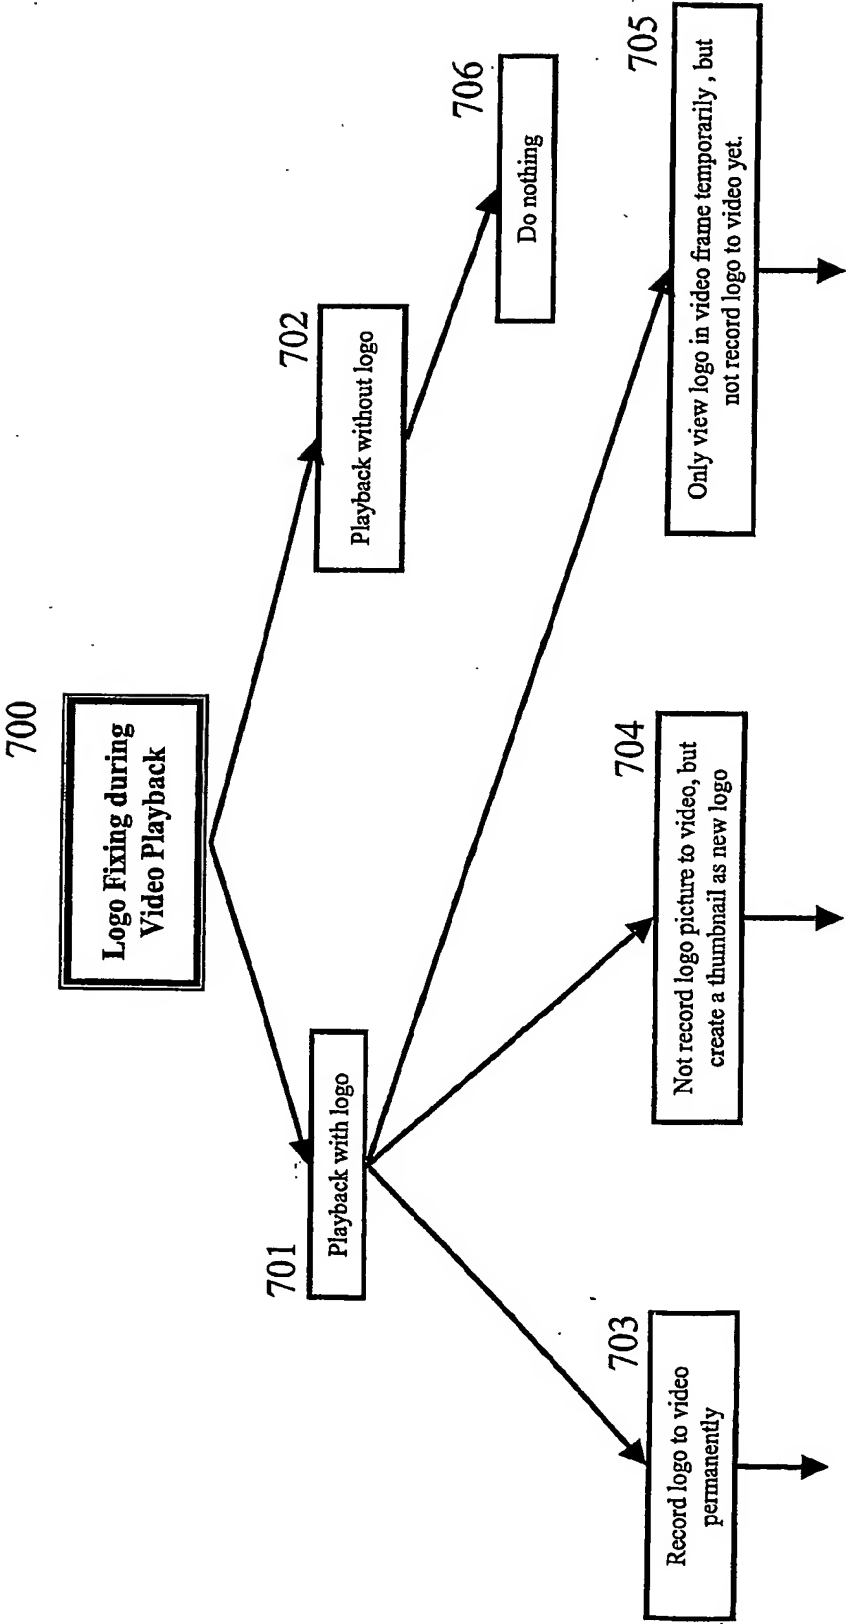 700
Logo Fixing during
Video Playback
701
Playback with logo
702
Playback without logo
706
Do nothing
703
Record logo to video
permanently
704
Not record logo picture to video, but
create a thumbnail as new logo
705
Only view logo in video frame temporarily , but
not record logo to video yet.